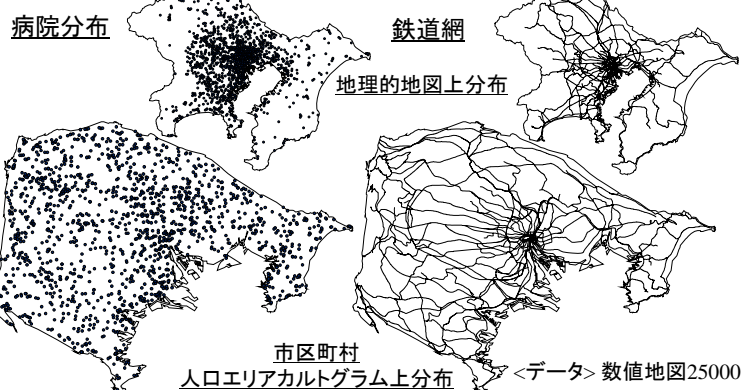 病院分布
鉄道網
地理的地図上分布
市区町村
人口エリアカルトグラム上分布
<データ> 数値地図25000